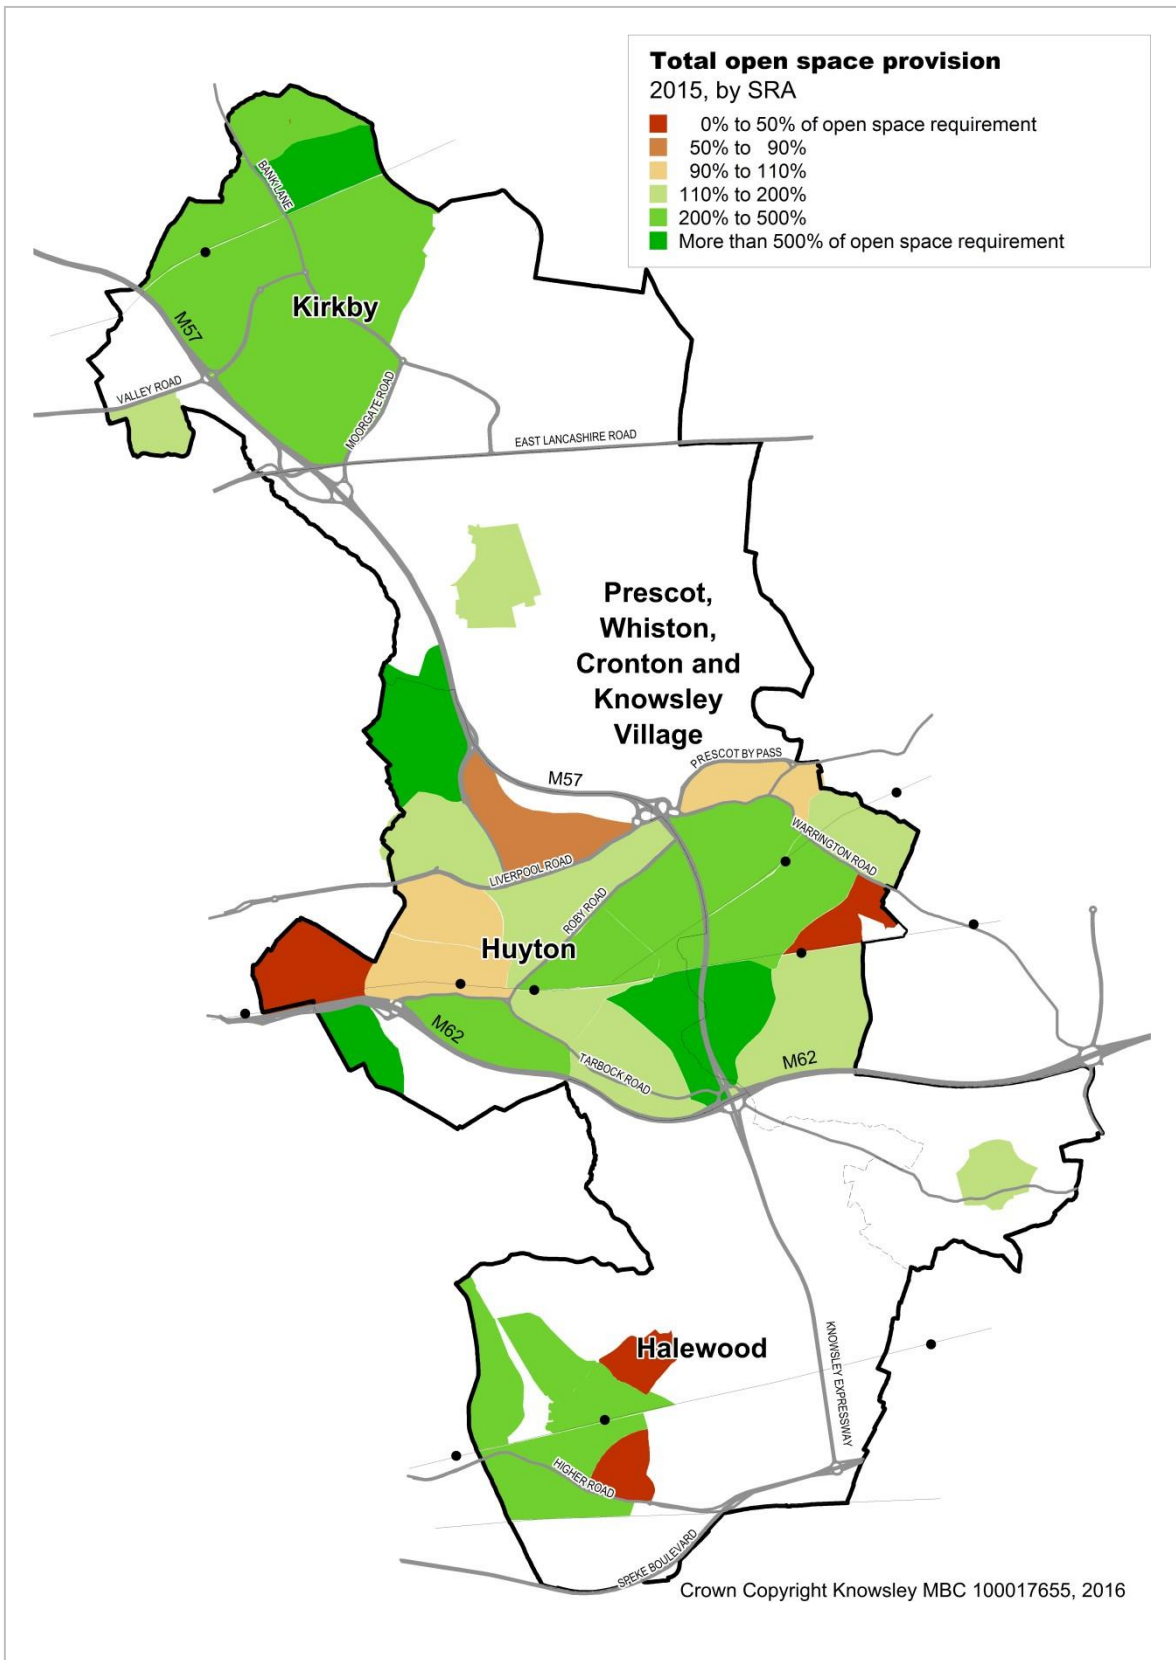 Total open space provision
2015, by SRA
0% to 50% of open space requirement
50% to 90%
90% to 110%
110% to 200%
200% to 500%
More than 500% of open space requirement
BANK LANE
Kirkby
M57
VALLEY ROAD
MOORGATE ROAD
EAST LANCASHIRE ROAD
Prescot,
Whiston,
Cronton and
Knowsley
Village
PRESCOT BY PASS
M57
WARRINGTON ROAD
LIVERPOOL ROAD
ROBY ROAD
Huyton
M62
TARBOCK ROAD
M62
Halewood
KNOWSLEY EXPRESSWAY
HIGHER ROAD
SPEKE BOULEVARD
Crown Copyright Knowsley MBC 100017655, 2016